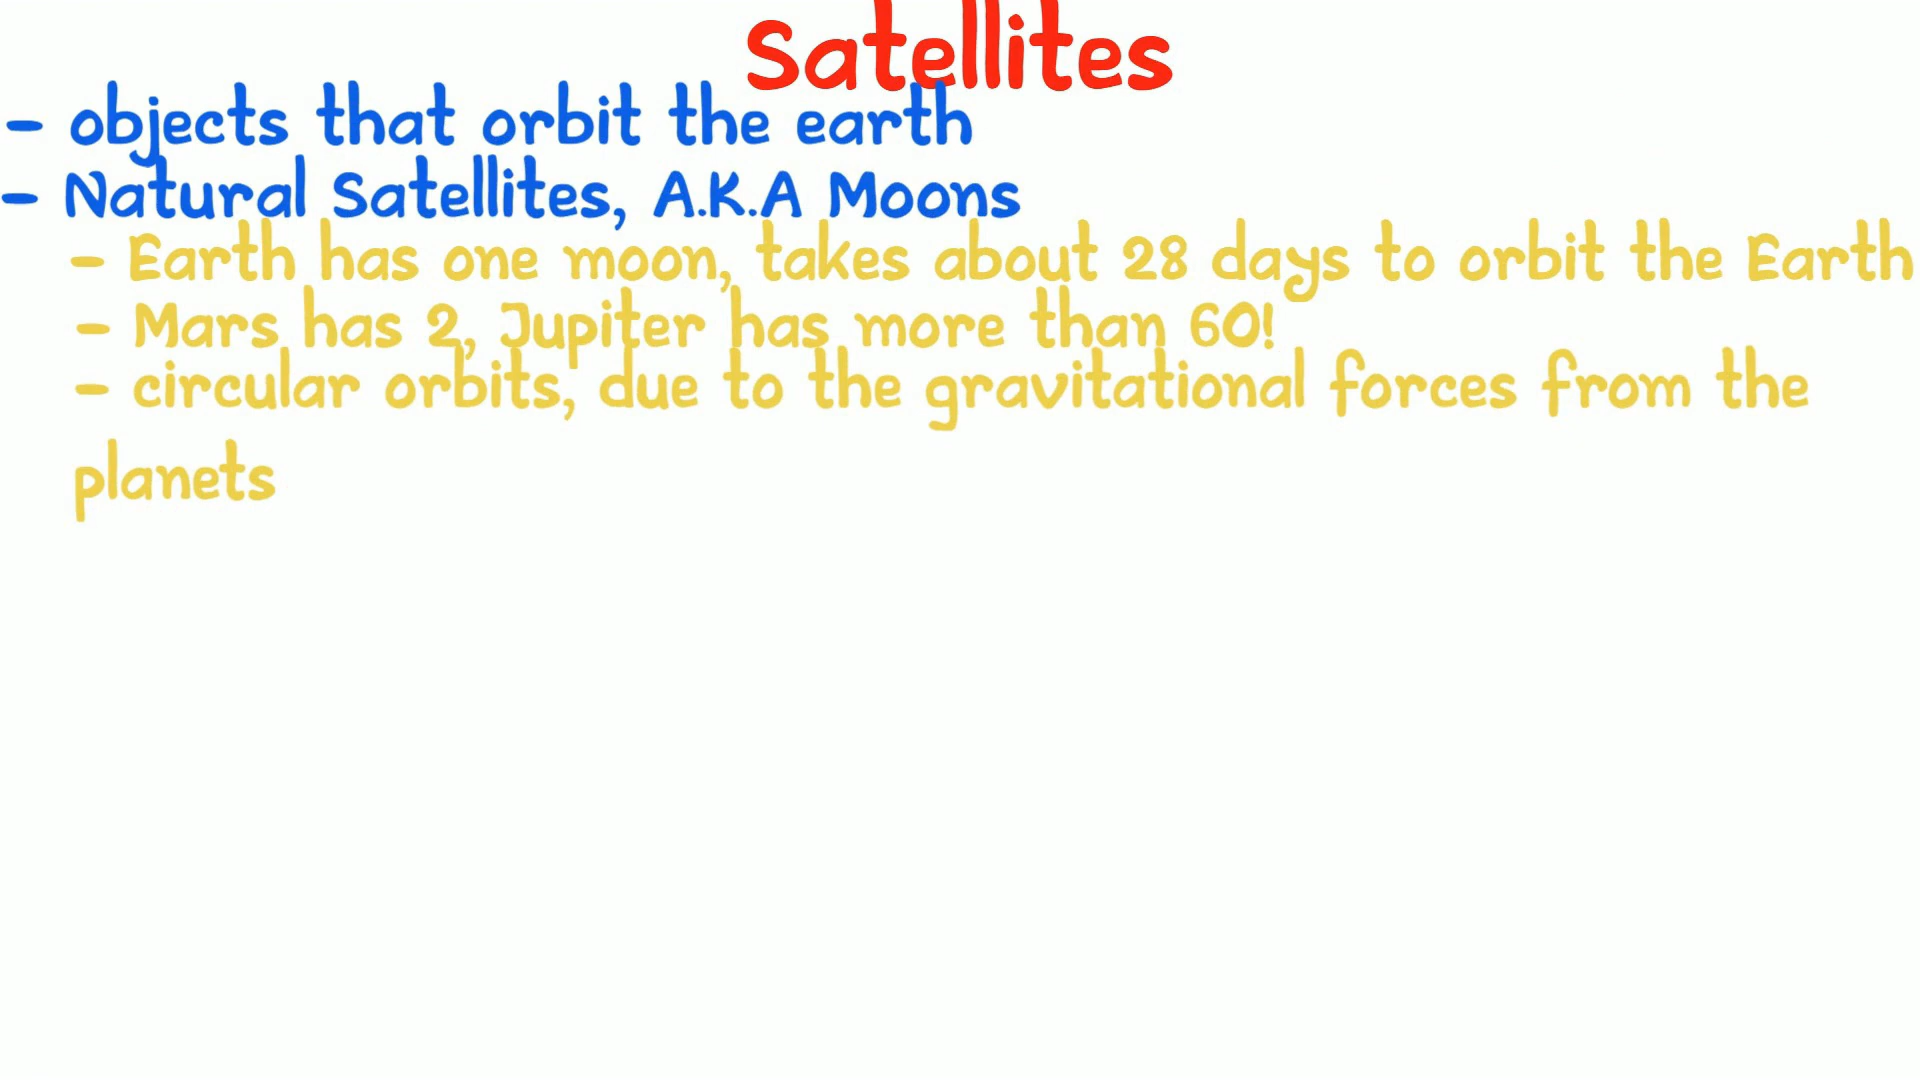 Satellites
- objects that orbit the earth
- Natural Satellites, A.K.A Moons
- Earth has one moon, takes about 28 days to orbit the Earth
- Mars has 2, Jupiter has more than 60!
- circular orbits, due to the gravitational forces from the
planets